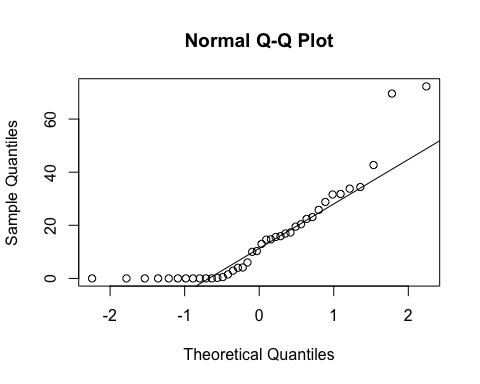 Normal Q-Q Plot
Sample Quantiles
60
40
20
0
-2 -1 0 1 2
Theoretical Quantiles